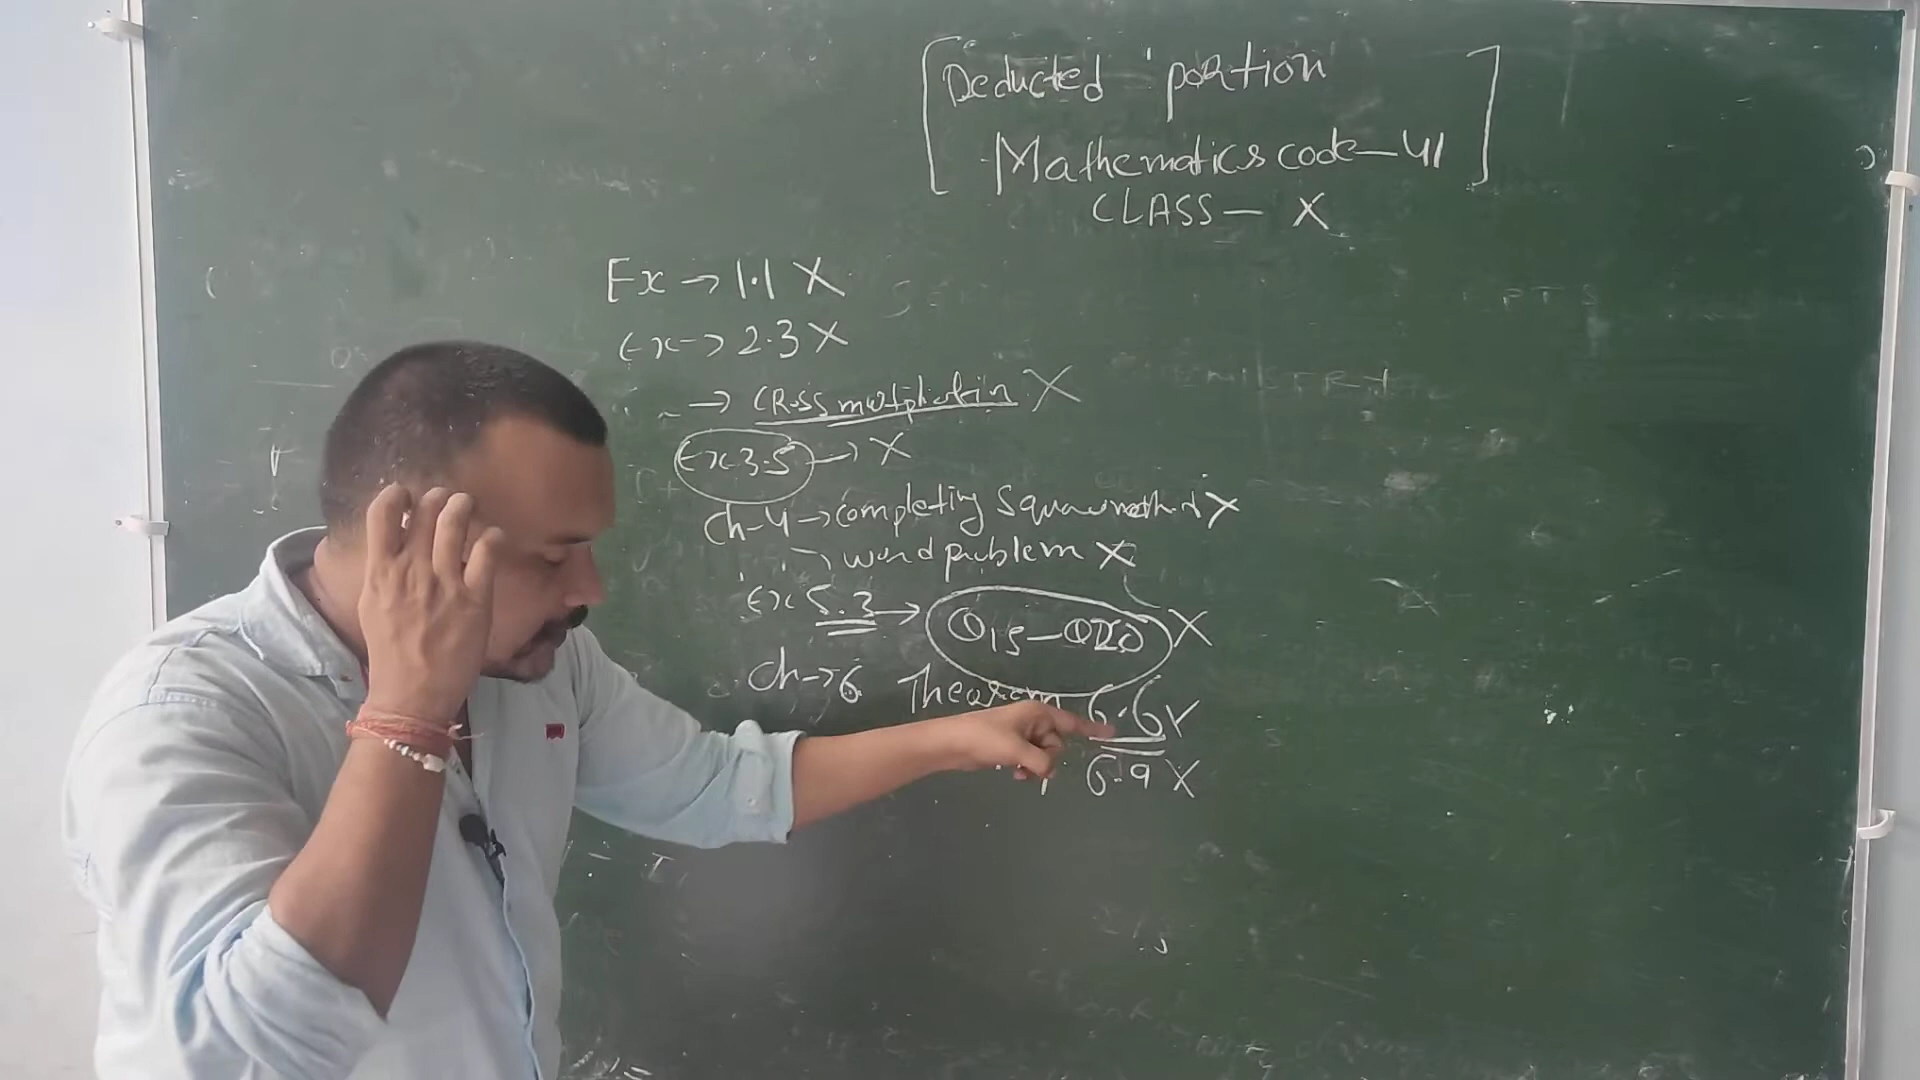 [Deducted portion
Mathematics code-41]
CLASS - X
Ex → 1.1 X
Ex → 2.3 X
" → CRoss multiplication X
Ex 3.5 → X
Ch-4 → completing Square method X
→ word problem X
Ex 5.3 → Q15 - Q20 X
Ch → 6 Theorem 6.6 X
6.9 X